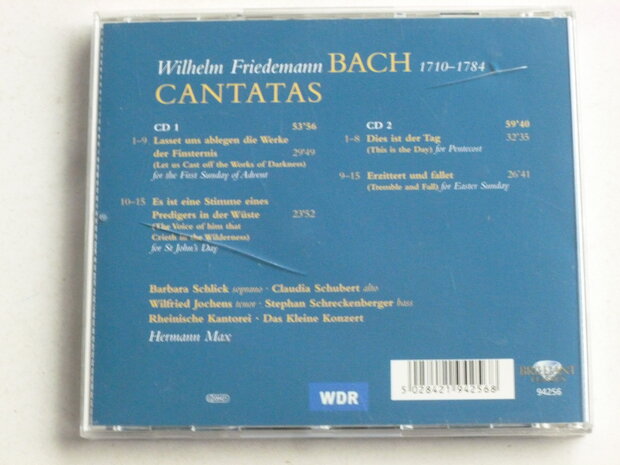 Wilhelm Friedemann BACH 1710–1784
CANTATAS
CD 1 53'56
1–9 Lasset uns ablegen die Werke
der Finsternis 29'49
(Let us Cast off the Works of Darkness)
for the First Sunday of Advent
10–15 Es ist eine Stimme eines
Predigers in der Wüste 23'52
(The Voice of him that
Crieth in the Wilderness)
for St John's Day
CD 2 59'40
1–8 Dies ist der Tag 32'35
(This is the Day) for Pentecost
9–15 Erzittert und fallet 26'41
(Tremble and Fall) for Easter Sunday
Barbara Schlick soprano · Claudia Schubert alto
Wilfried Jochens tenor · Stephan Schreckenberger bass
Rheinische Kantorei · Das Kleine Konzert
Hermann Max
WDR
5 028421 942568
BRILLIANT
CLASSICS
94256